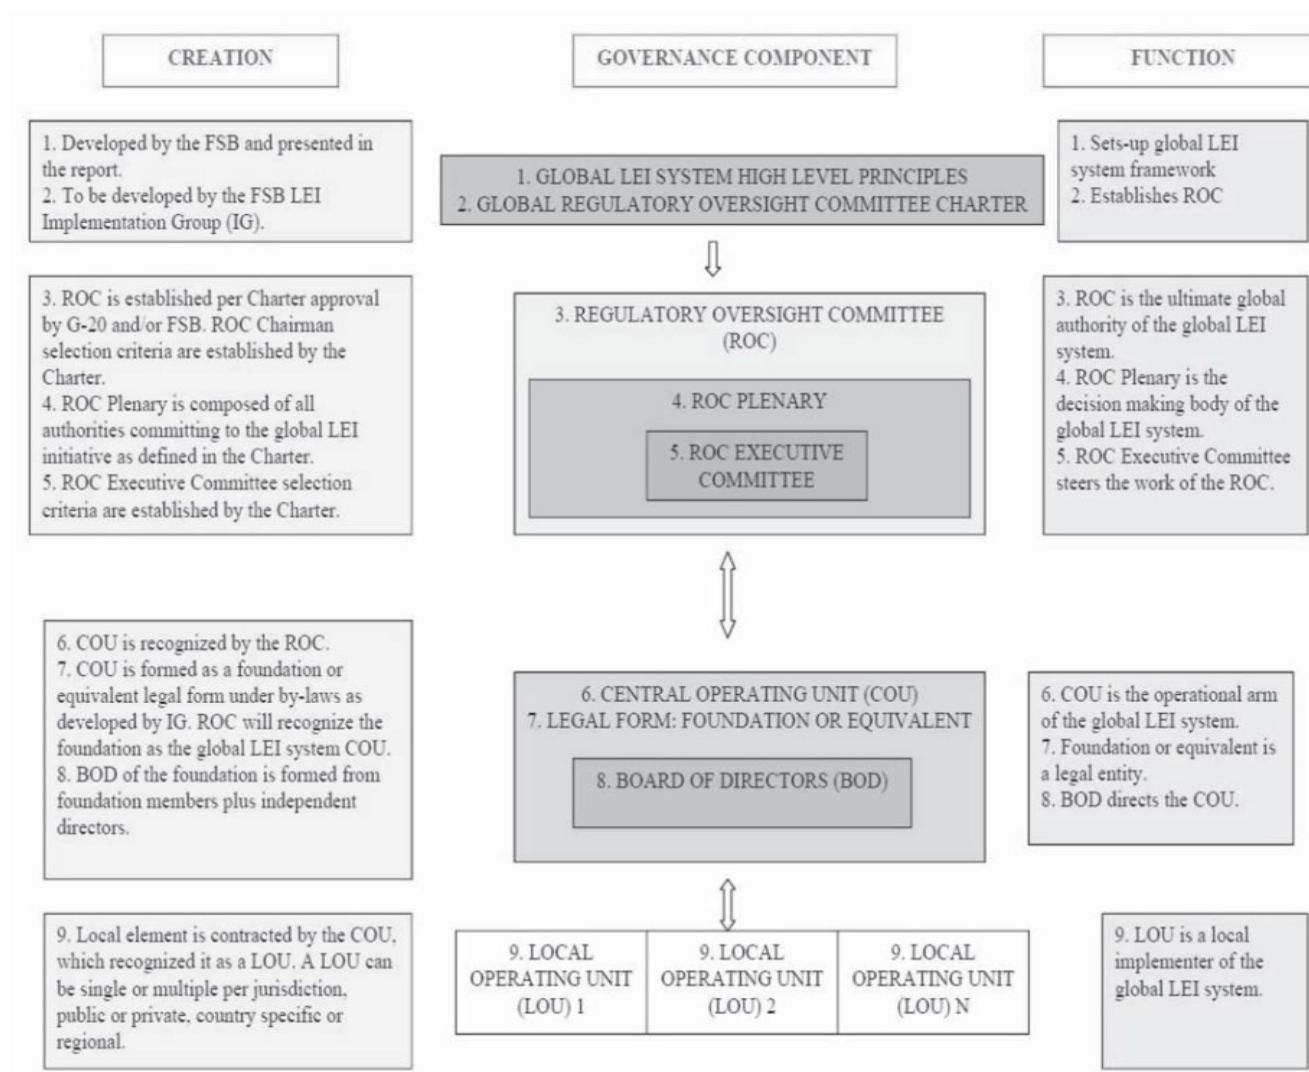 CREATION
GOVERNANCE COMPONENT
FUNCTION
1. Developed by the FSB and presented in
the report.
2. To be developed by the FSB LEI
Implementation Group (IG).
1. GLOBAL LEI SYSTEM HIGH LEVEL PRINCIPLES
2. GLOBAL REGULATORY OVERSIGHT COMMITTEE CHARTER
1. Sets-up global LEI
system framework
2. Establishes ROC
3. ROC is established per Charter approval
by G-20 and/or FSB. ROC Chairman
selection criteria are established by the
Charter.
4. ROC Plenary is composed of all
authorities committing to the global LEI
initiative as defined in the Charter.
5. ROC Executive Committee selection
criteria are established by the Charter.
3. REGULATORY OVERSIGHT COMMITTEE
(ROC)
4. ROC PLENARY
5. ROC EXECUTIVE
COMMITTEE
3. ROC is the ultimate global
authority of the global LEI
system.
4. ROC Plenary is the
decision making body of the
global LEI system.
5. ROC Executive Committee
steers the work of the ROC.
6. COU is recognized by the ROC.
7. COU is formed as a foundation or
equivalent legal form under by-laws as
developed by IG. ROC will recognize the
foundation as the global LEI system COU.
8. BOD of the foundation is formed from
foundation members plus independent
directors.
6. CENTRAL OPERATING UNIT (COU)
7. LEGAL FORM: FOUNDATION OR EQUIVALENT
8. BOARD OF DIRECTORS (BOD)
6. COU is the operational arm
of the global LEI system.
7. Foundation or equivalent is
a legal entity.
8. BOD directs the COU.
9. Local element is contracted by the COU,
which recognized it as a LOU. A LOU can
be single or multiple per jurisdiction,
public or private, country specific or
regional.
9. LOCAL
OPERATING UNIT
(LOU) 1
9. LOCAL
OPERATING UNIT
(LOU) 2
9. LOCAL
OPERATING UNIT
(LOU) N
9. LOU is a local
implementer of the
global LEI system.